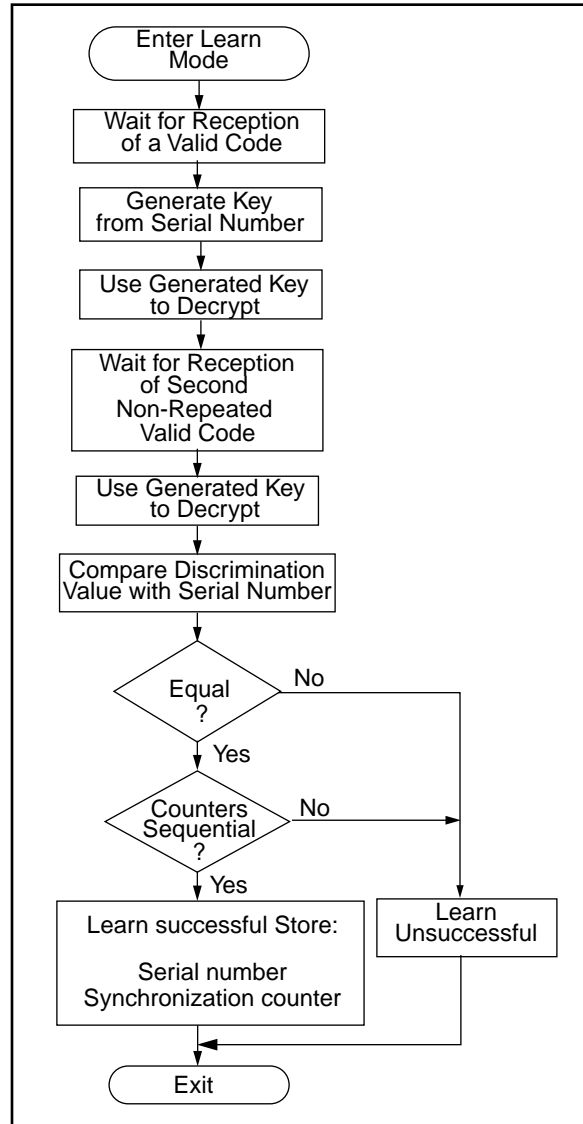 Enter Learn
Mode
Wait for Reception
of a Valid Code
Generate Key
from Serial Number
Use Generated Key
to Decrypt
Wait for Reception
of Second
Non-Repeated
Valid Code
Use Generated Key
to Decrypt
Compare Discrimination
Value with Serial Number
Equal
?
No
Yes
Counters
Sequential
?
No
Yes
Learn successful Store:
Serial number
Synchronization counter
Learn
Unsuccessful
Exit